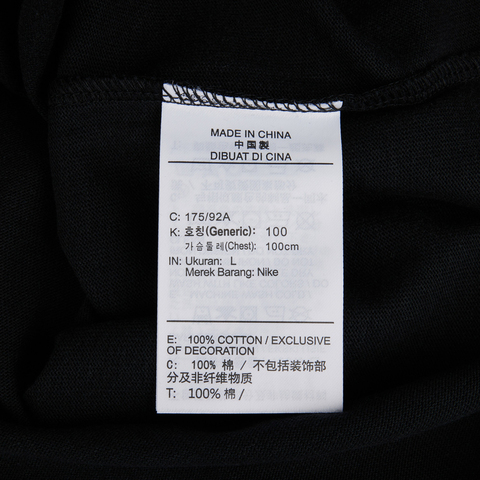 MADE IN CHINA
中国製
DIBUAT DI CINA
C: 175/92A
K: 호칭(Generic): 100
가슴둘레(Chest): 100cm
IN: Ukuran: L
Merek Barang: Nike
E: 100% COTTON / EXCLUSIVE
OF DECORATION
C: 100% 棉 / 不包括装饰部
分及非纤维物质
T: 100% 棉 /